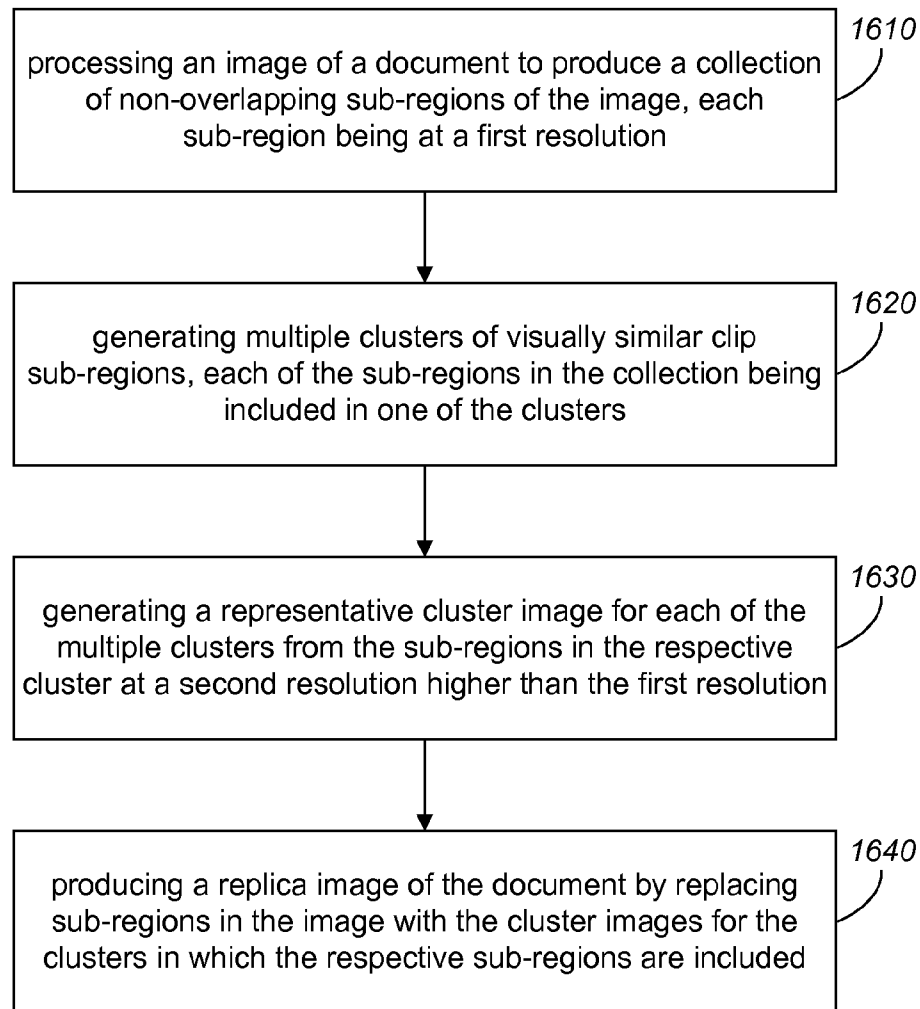 1610
processing an image of a document to produce a collection
of non-overlapping sub-regions of the image, each
sub-region being at a first resolution
1620
generating multiple clusters of visually similar clip
sub-regions, each of the sub-regions in the collection being
included in one of the clusters
1630
generating a representative cluster image for each of the
multiple clusters from the sub-regions in the respective
cluster at a second resolution higher than the first resolution
1640
producing a replica image of the document by replacing
sub-regions in the image with the cluster images for the
clusters in which the respective sub-regions are included